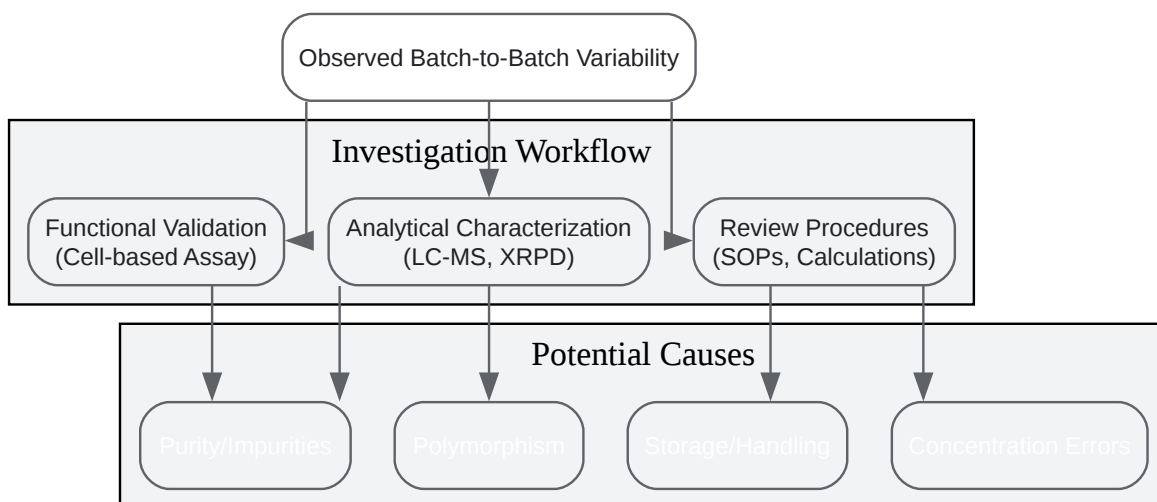 Observed Batch-to-Batch Variability
Investigation Workflow
Functional Validation
(Cell-based Assay)
Analytical Characterization
(LC-MS, XRPD)
Review Procedures
(SOPs, Calculations)
Potential Causes
Purity/Impurities
Polymorphism
Storage/Handling
Concentration Errors